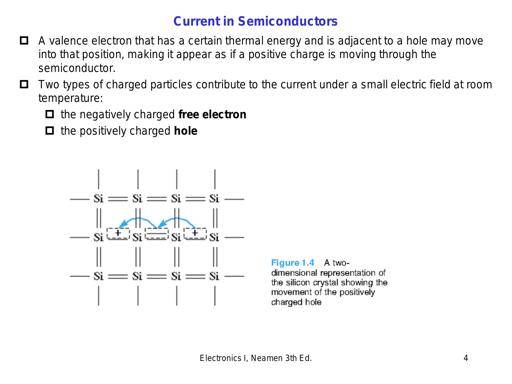 Current in Semiconductors
A valence electron that has a certain thermal energy and is adjacent to a hole may move
into that position, making it appear as if a positive charge is moving through the
semiconductor.
Two types of charged particles contribute to the current under a small electric field at room
temperature:
the negatively charged free electron
the positively charged hole
Si Si Si Si
Si + Si Si + Si
Si Si Si Si
Figure 1.4 A two-
dimensional representation of
the silicon crystal showing the
movement of the positively
charged hole
Electronics I, Neamen 3th Ed.
4